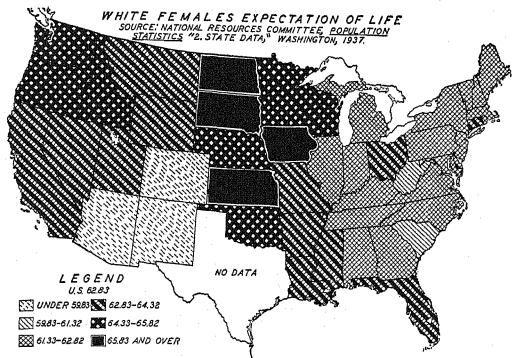 WHITE FEMALES EXPECTATION OF LIFE
SOURCE: NATIONAL RESOURCES COMMITTEE, POPULATION
STATISTICS "2. STATE DATA," WASHINGTON, 1937.
NO DATA
LEGEND
U.S. 62.83
UNDER 59.83
62.83-64.32
59.83-61.32
64.33-65.82
61.33-62.82
65.83 AND OVER